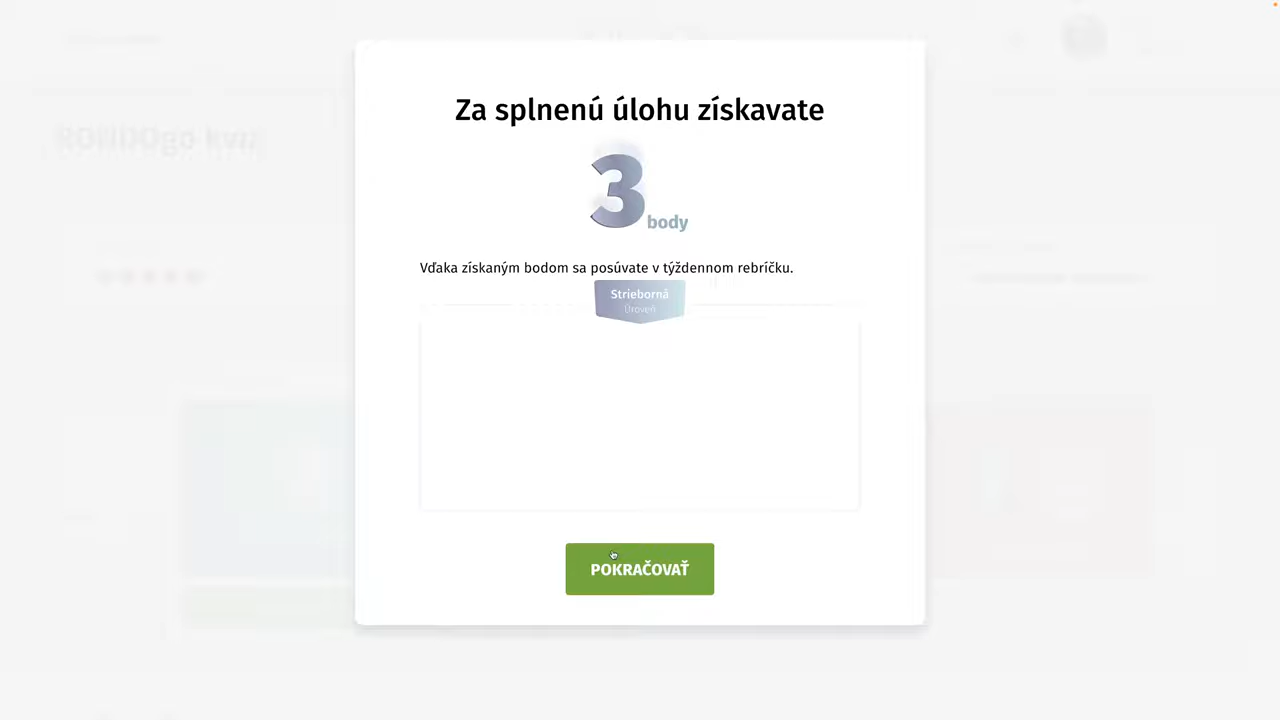 Za splnenú úlohu získavate
3 body
Vďaka získaným bodom sa posúvate v týždennom rebríčku.
Strieborná
Úroveň
POKRAČOVAŤ